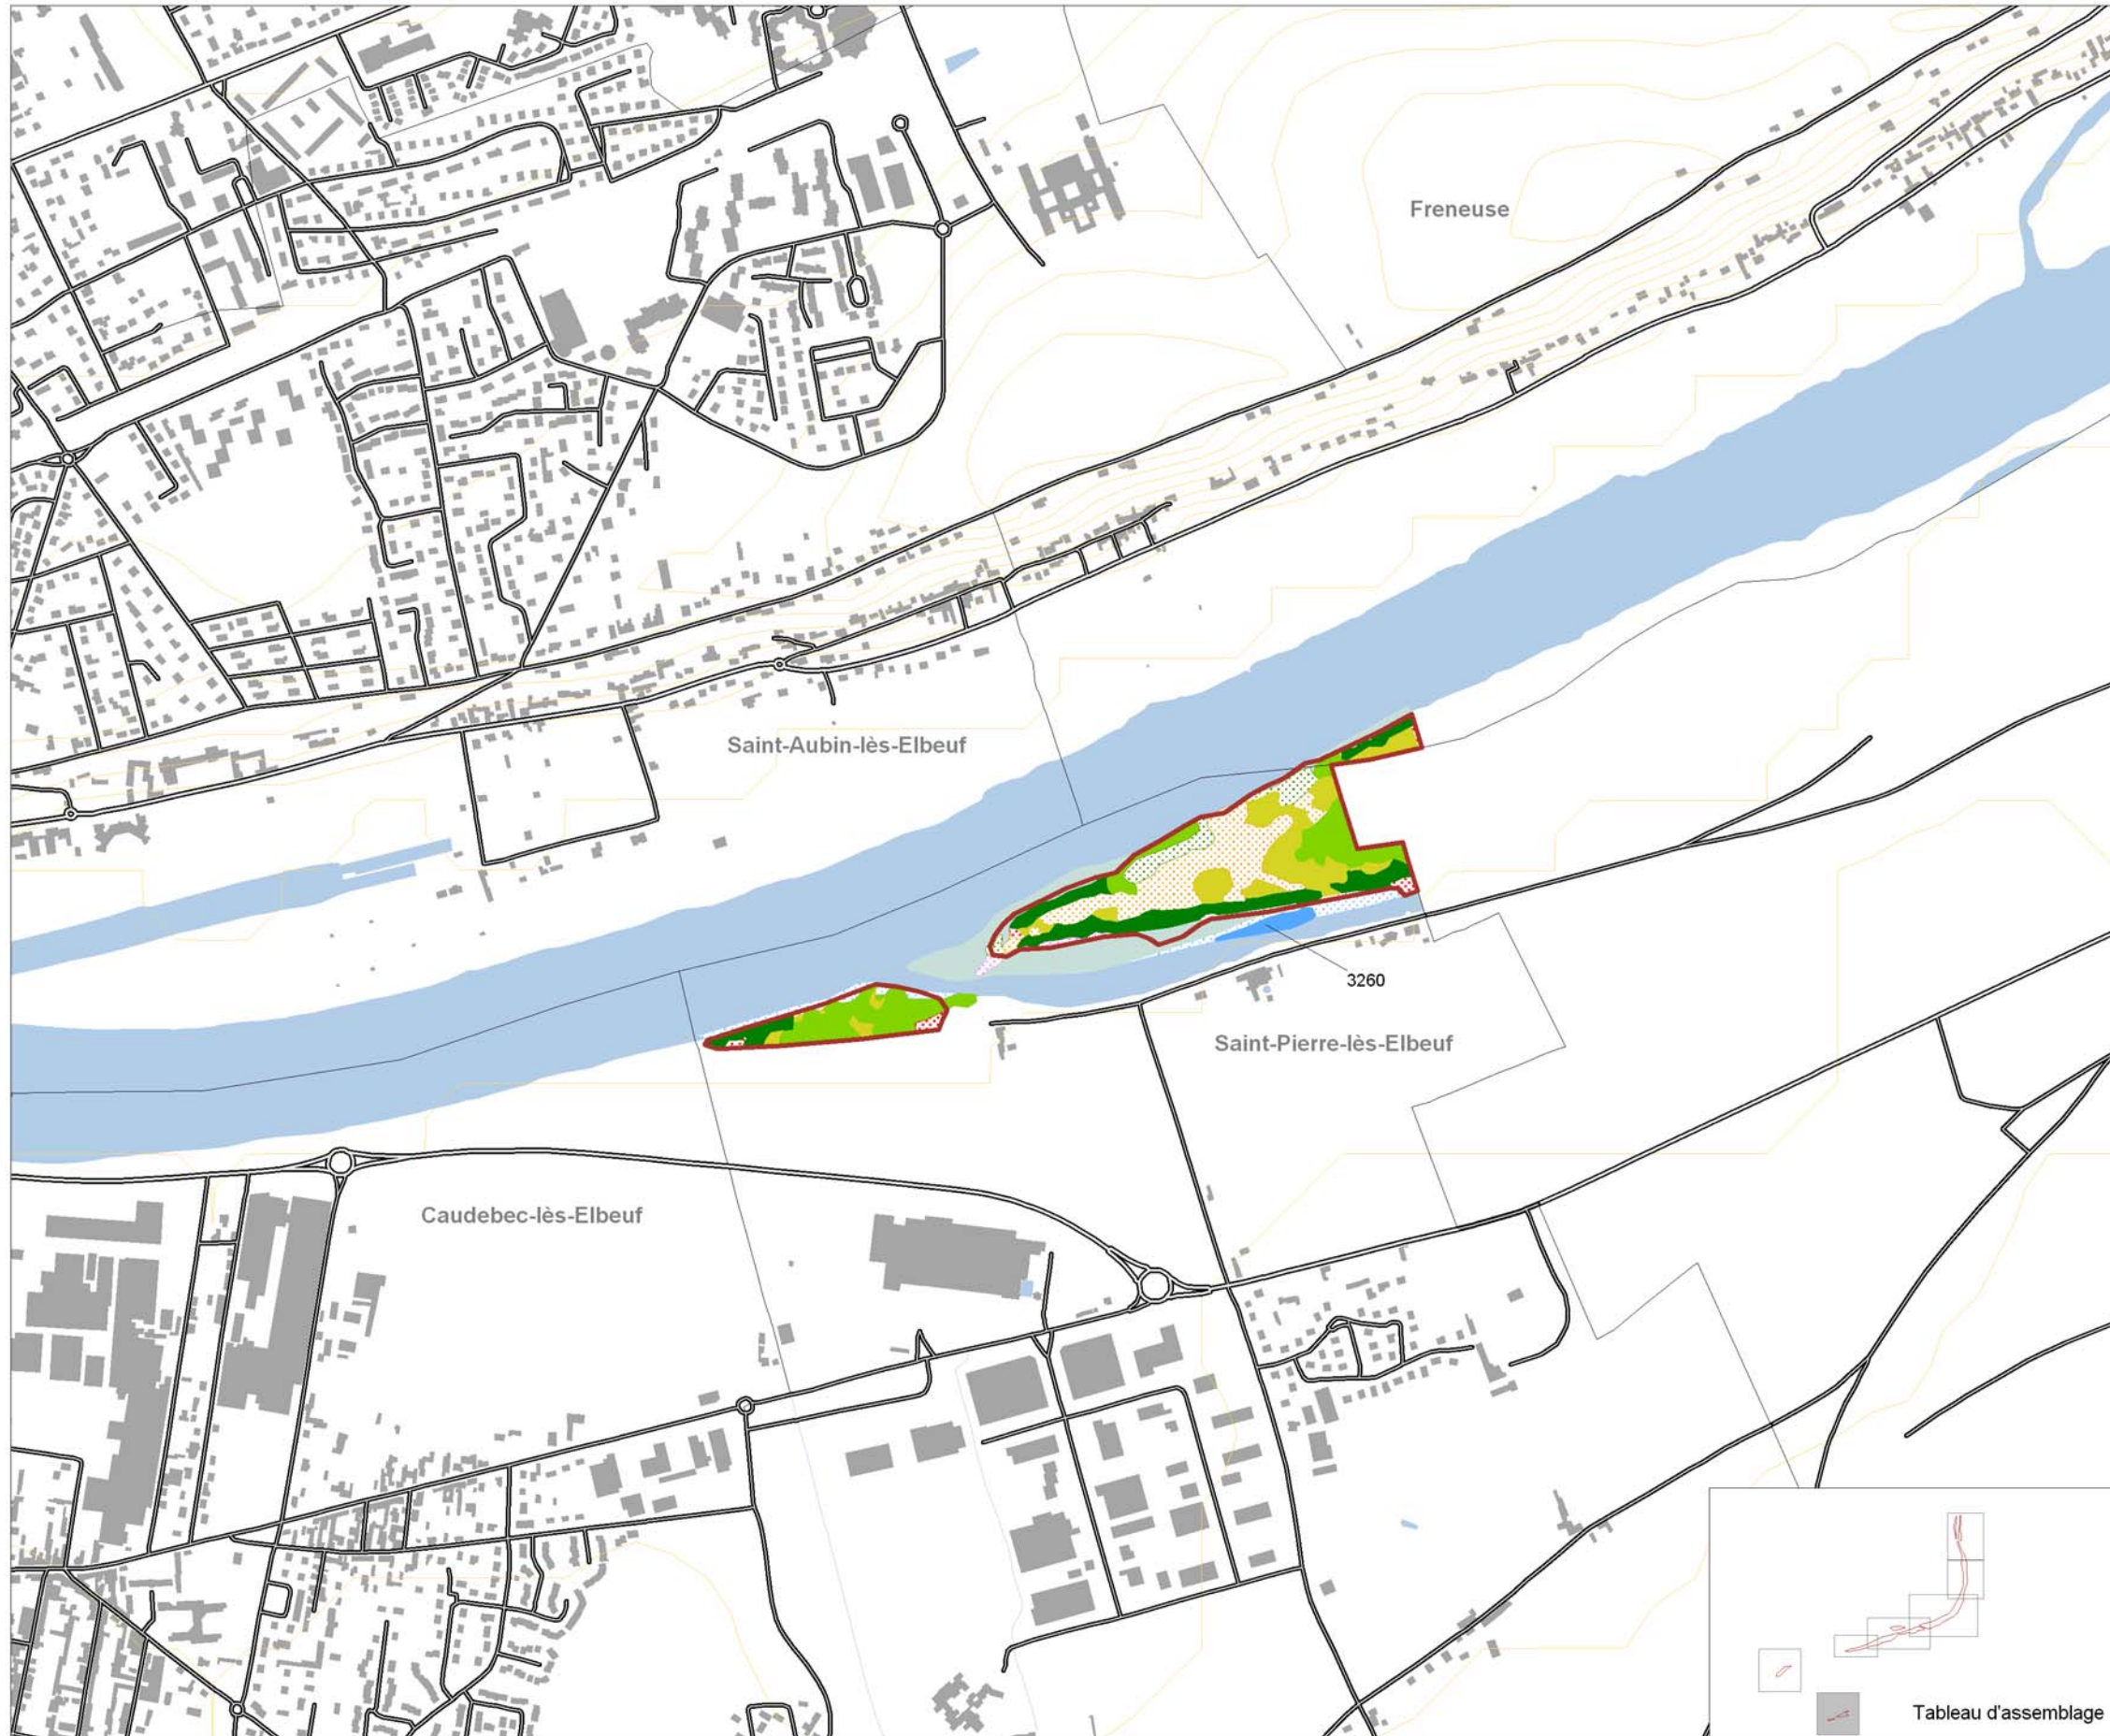 Freneuse
Saint-Aubin-lès-Elbeuf
3260
Saint-Pierre-lès-Elbeuf
Caudebec-lès-Elbeuf
Tableau d'assemblage